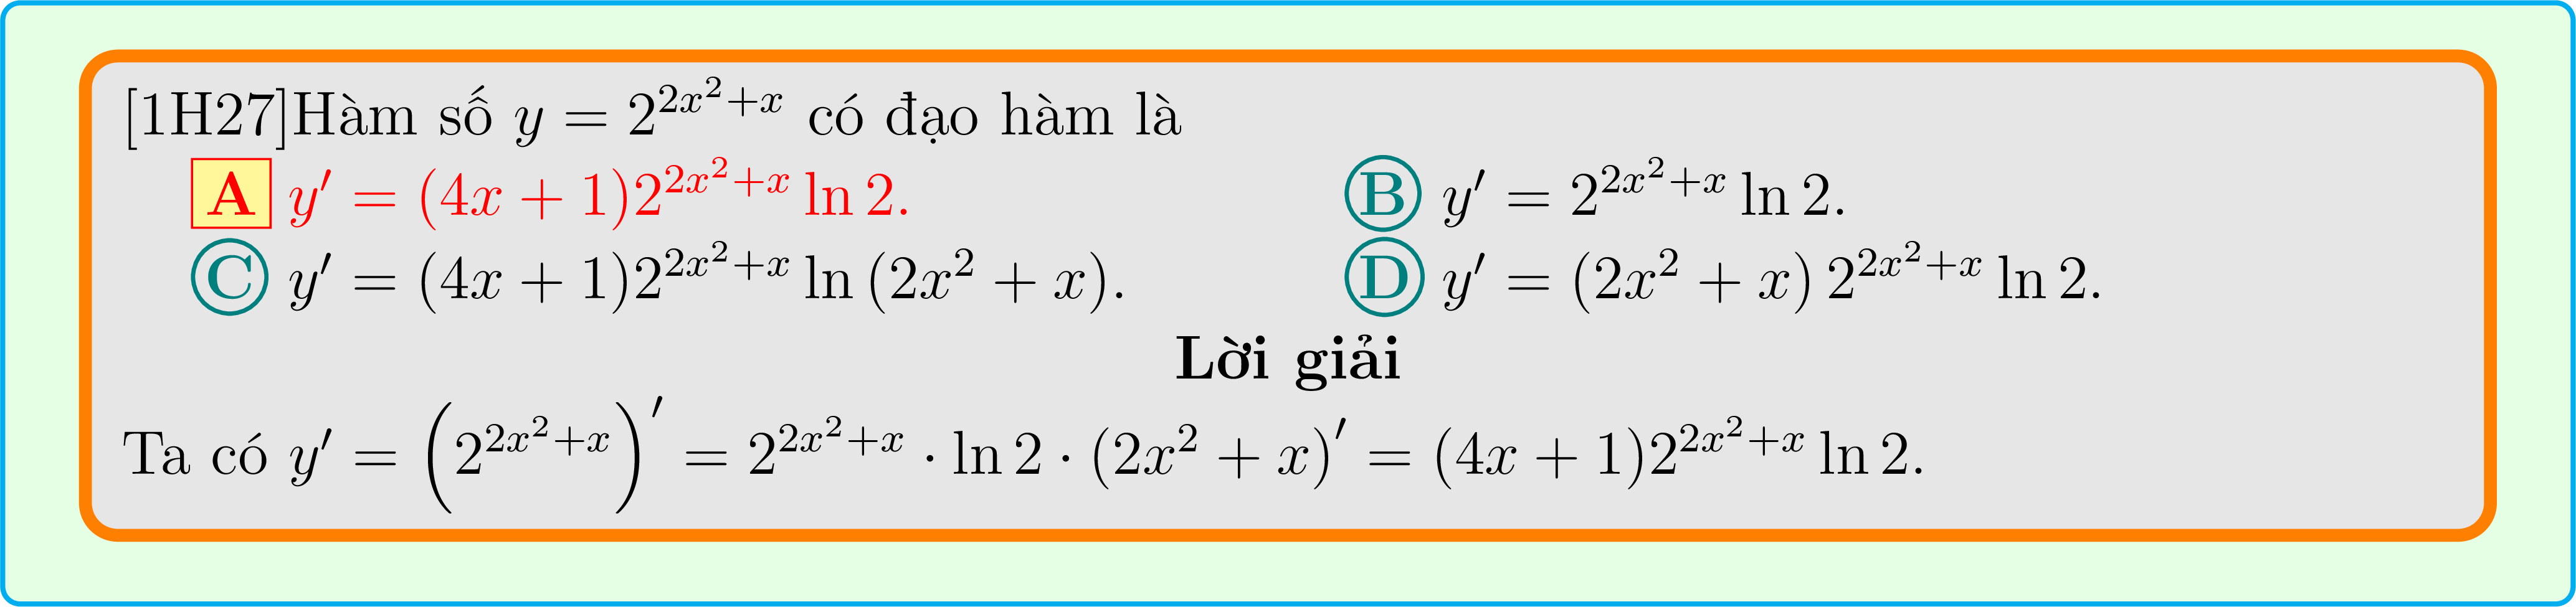 [1H27]Hàm số $y = 2^{2x^2+x}$ có đạo hàm là
A $y' = (4x + 1)2^{2x^2+x} \ln 2.$ B $y' = 2^{2x^2+x} \ln 2.$
C $y' = (4x + 1)2^{2x^2+x} \ln (2x^2 + x).$ D $y' = (2x^2 + x) 2^{2x^2+x} \ln 2.$
Lời giải
Ta có $y' = \left(2^{2x^2+x}\right)' = 2^{2x^2+x} \cdot \ln 2 \cdot (2x^2 + x)' = (4x + 1)2^{2x^2+x} \ln 2.$